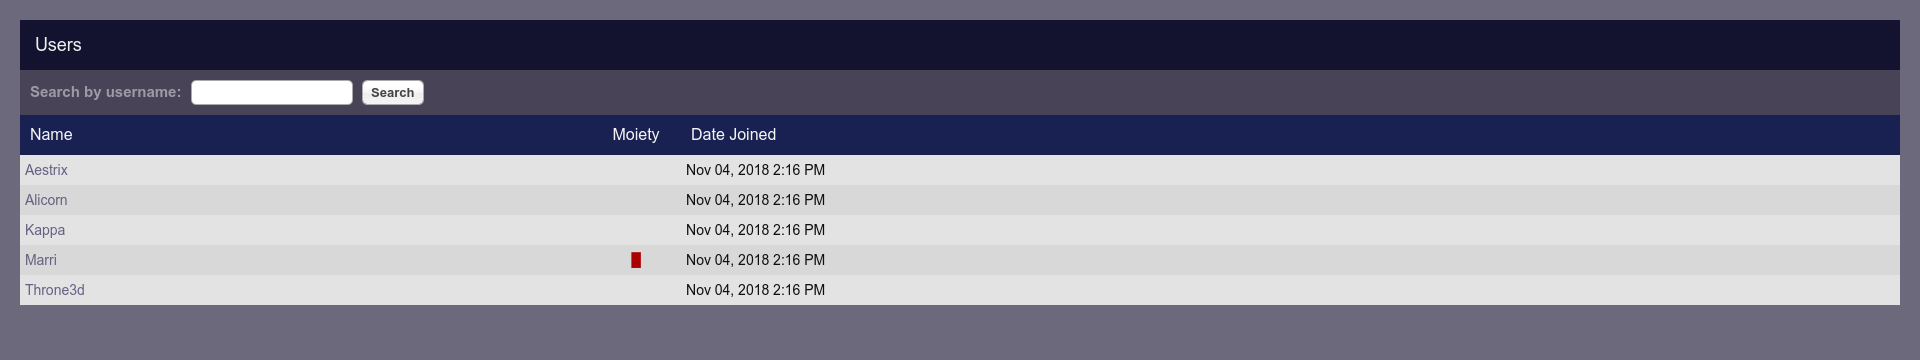 Users
Search by username: Search
Name Moiety Date Joined
Aestrix Nov 04, 2018 2:16 PM
Alicorn Nov 04, 2018 2:16 PM
Kappa Nov 04, 2018 2:16 PM
Marri █ Nov 04, 2018 2:16 PM
Throne3d Nov 04, 2018 2:16 PM